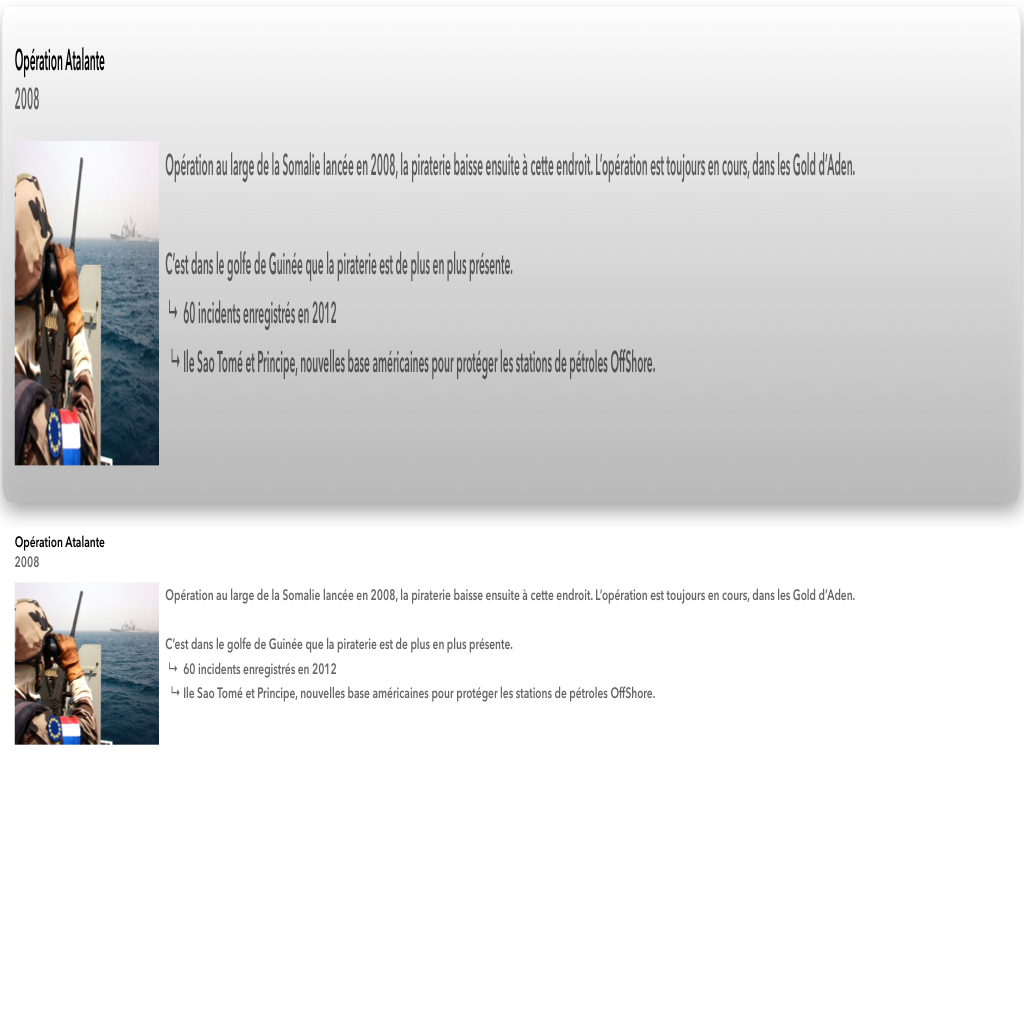 Opération Atalante
2008
Opération au large de la Somalie lancée en 2008, la piraterie baisse ensuite à cette endroit. L’opération est toujours en cours, dans les Gold d’Aden.
C’est dans le golfe de Guinée que la piraterie est de plus en plus présente.
↳ 60 incidents enregistrés en 2012
↳ Ile Sao Tomé et Principe, nouvelles base américaines pour protéger les stations de pétroles OffShore.
Opération Atalante
2008
Opération au large de la Somalie lancée en 2008, la piraterie baisse ensuite à cette endroit. L’opération est toujours en cours, dans les Gold d’Aden.
C’est dans le golfe de Guinée que la piraterie est de plus en plus présente.
↳ 60 incidents enregistrés en 2012
↳ Ile Sao Tomé et Principe, nouvelles base américaines pour protéger les stations de pétroles OffShore.